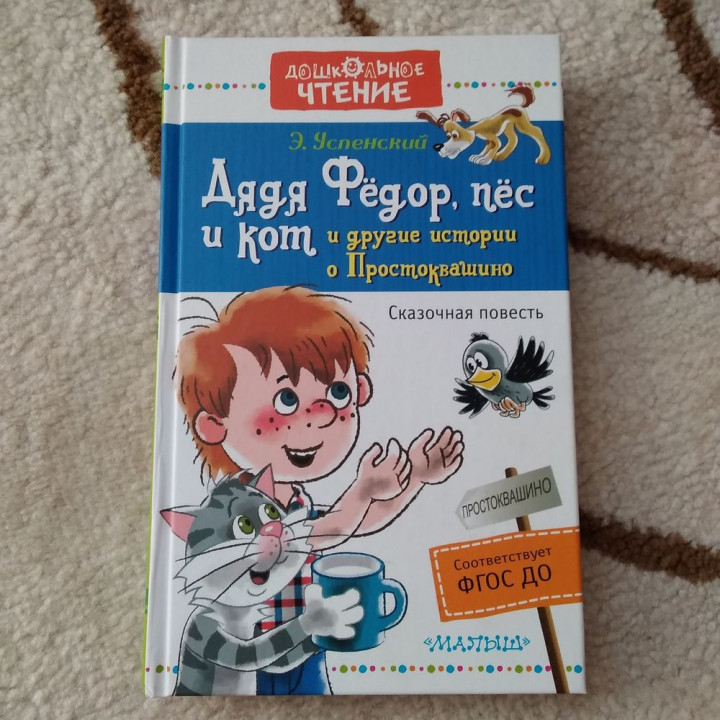 ДОШКОЛЬНОЕ
ЧТЕНИЕ
Э. Успенский
Дядя Фёдор, пёс
и кот и другие истории
о Простоквашино
Сказочная повесть
ПРОСТОКВАШИНО
Соответствует
ФГОС ДО
«МАЛЫШ»